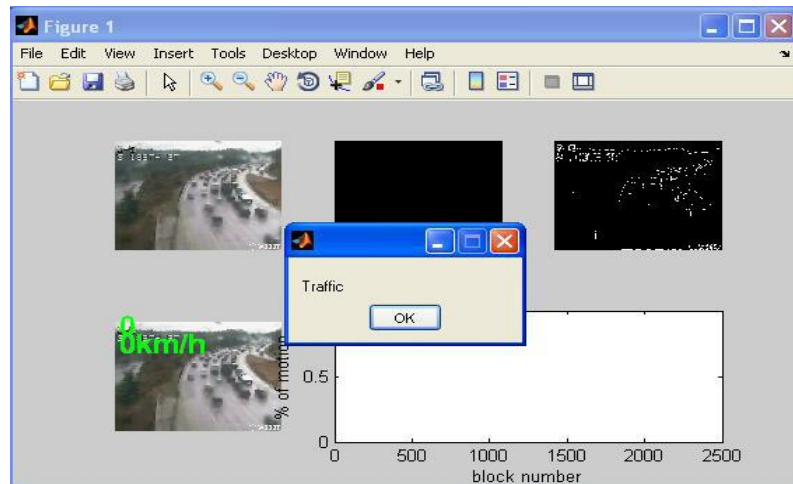 Figure 1
File Edit View Insert Tools Desktop Window Help
Traffic
OK
0
0km/h
% of motion
0.5
0
0 500 1000 1500 2000 2500
block number